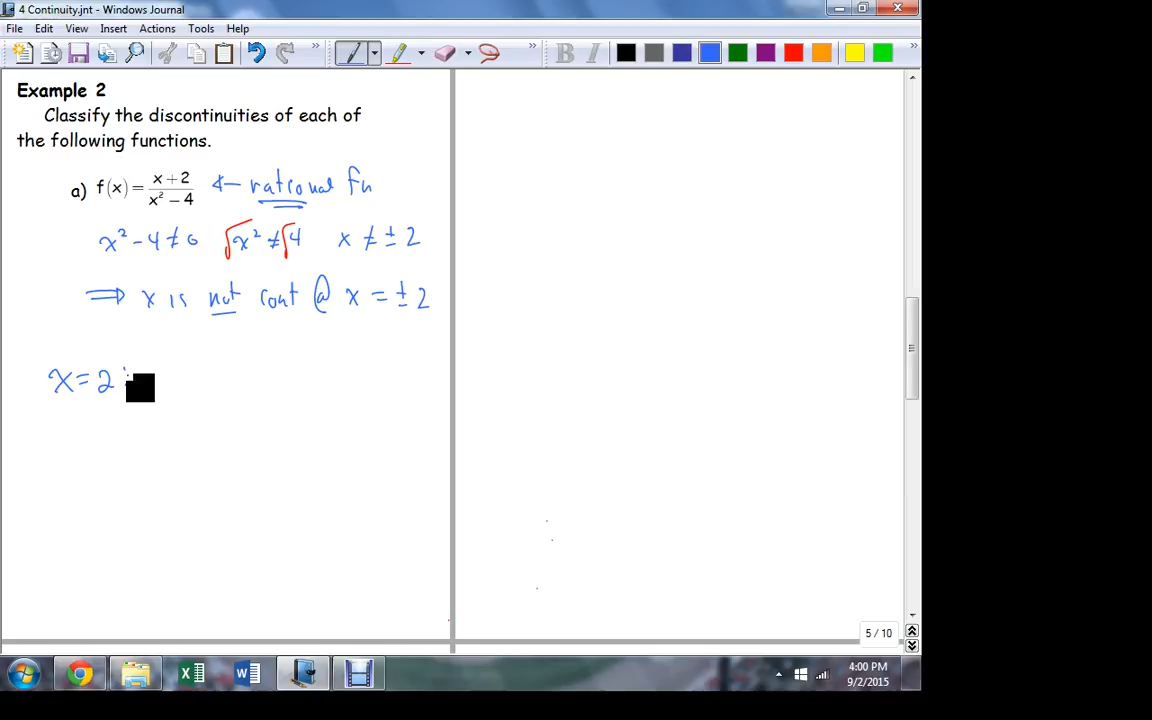 4 Continuity.jnt - Windows Journal
File Edit View Insert Actions Tools Help
Example 2
Classify the discontinuities of each of
the following functions.
a) f(x) = (x + 2)/(x² − 4) ← rational fn
x² - 4 ≠ 0 √x² ≠ √4 x ≠ ± 2
⟹ x is not cont @ x = ± 2
x = 2 :
5 / 10
4:00 PM
9/2/2015